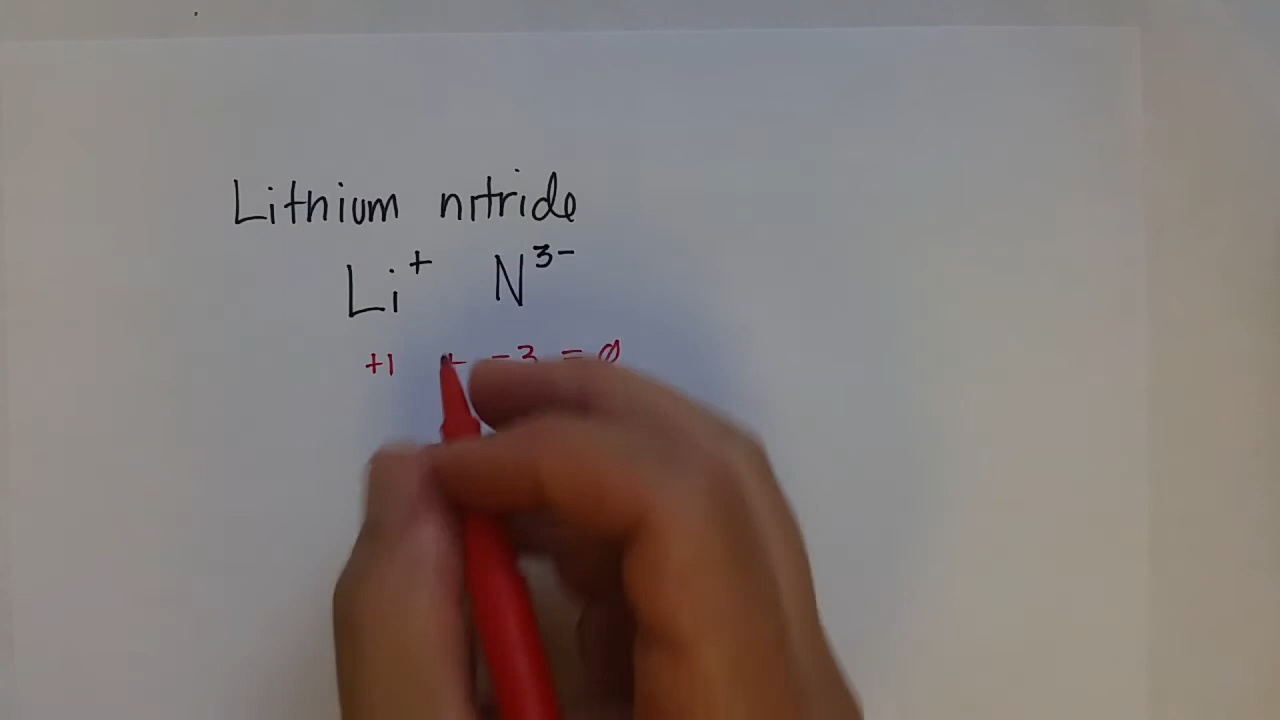 Lithium nitride
Li⁺ N³⁻
+1 + -3 = 0